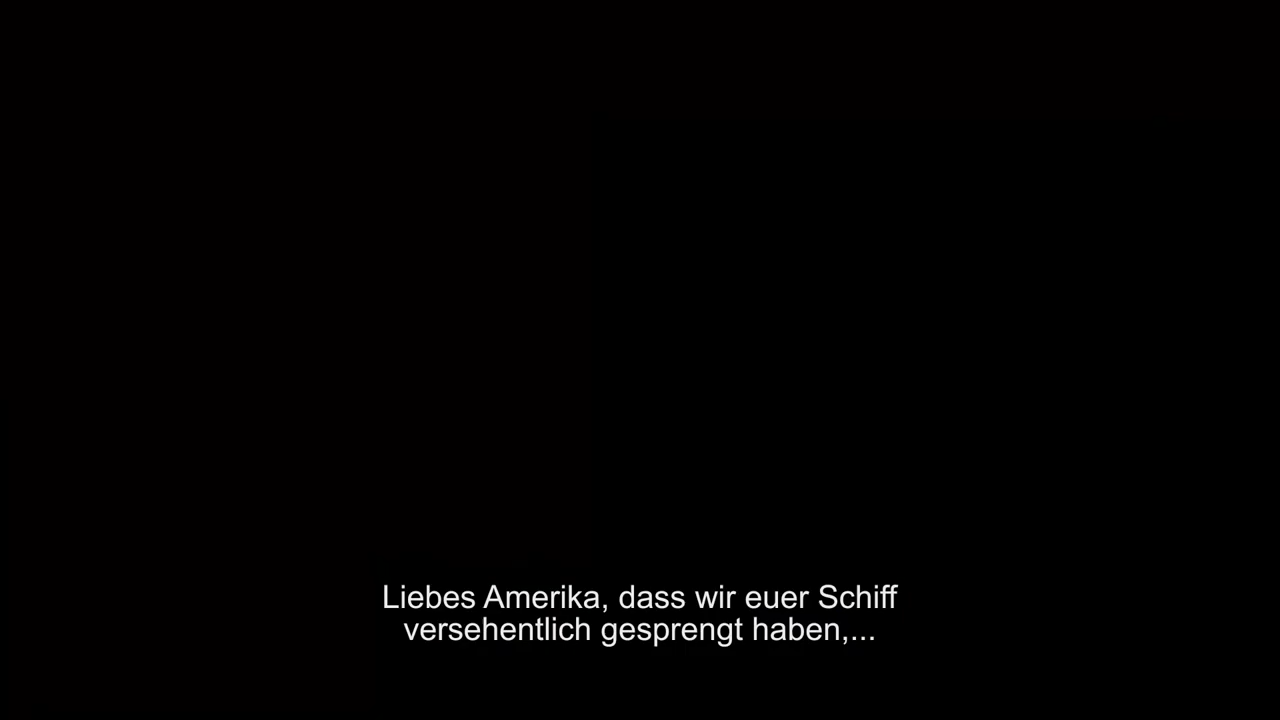 Liebes Amerika, dass wir euer Schiff
versehentlich gesprengt haben,...